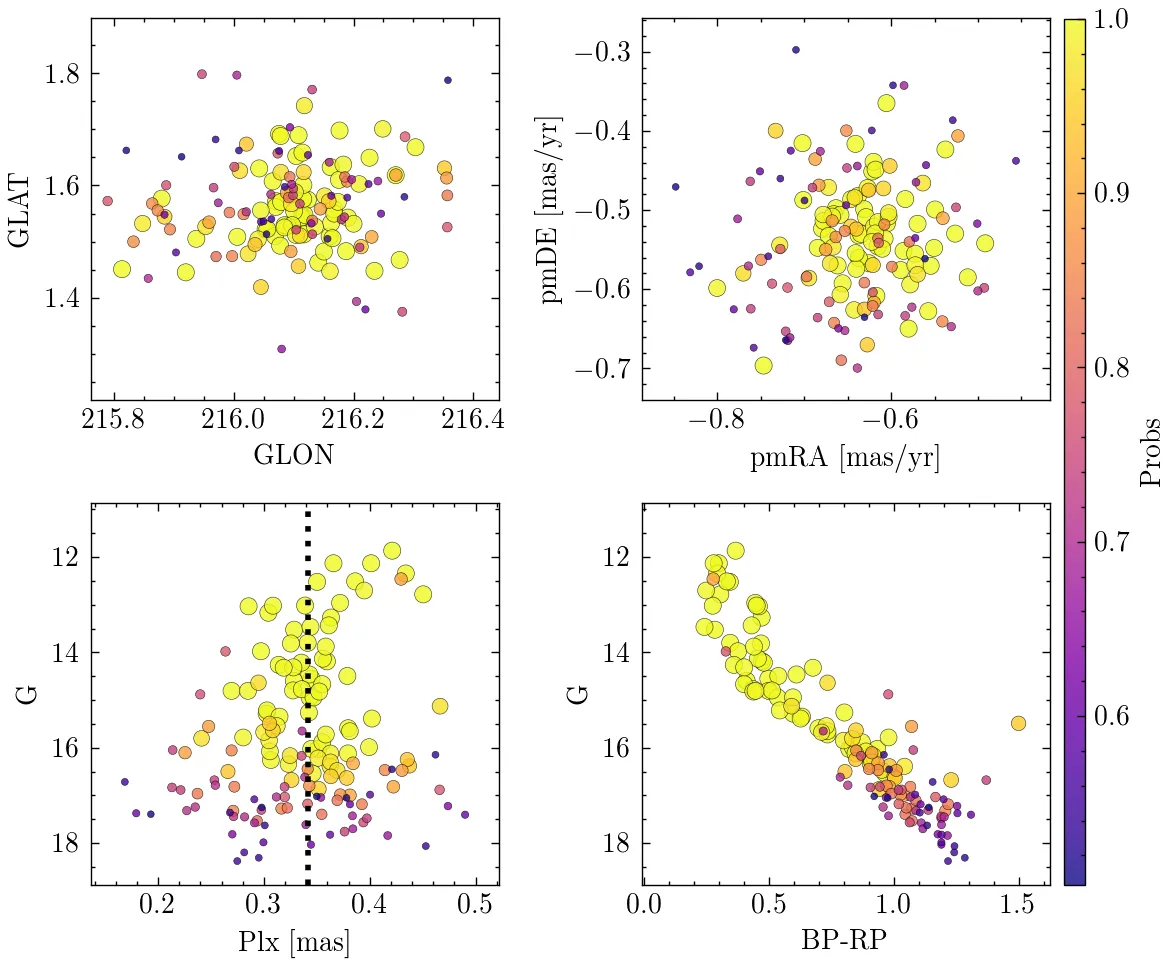 1.8
1.6
1.4
GLAT
215.8 216.0 216.2 216.4
GLON
−0.3
−0.4
−0.5
−0.6
−0.7
pmDE [mas/yr]
−0.8 −0.6
pmRA [mas/yr]
12
14
16
18
G
0.2 0.3 0.4 0.5
Plx [mas]
12
14
16
18
G
0.0 0.5 1.0 1.5
BP-RP
1.0
0.9
0.8
0.7
0.6
Probs